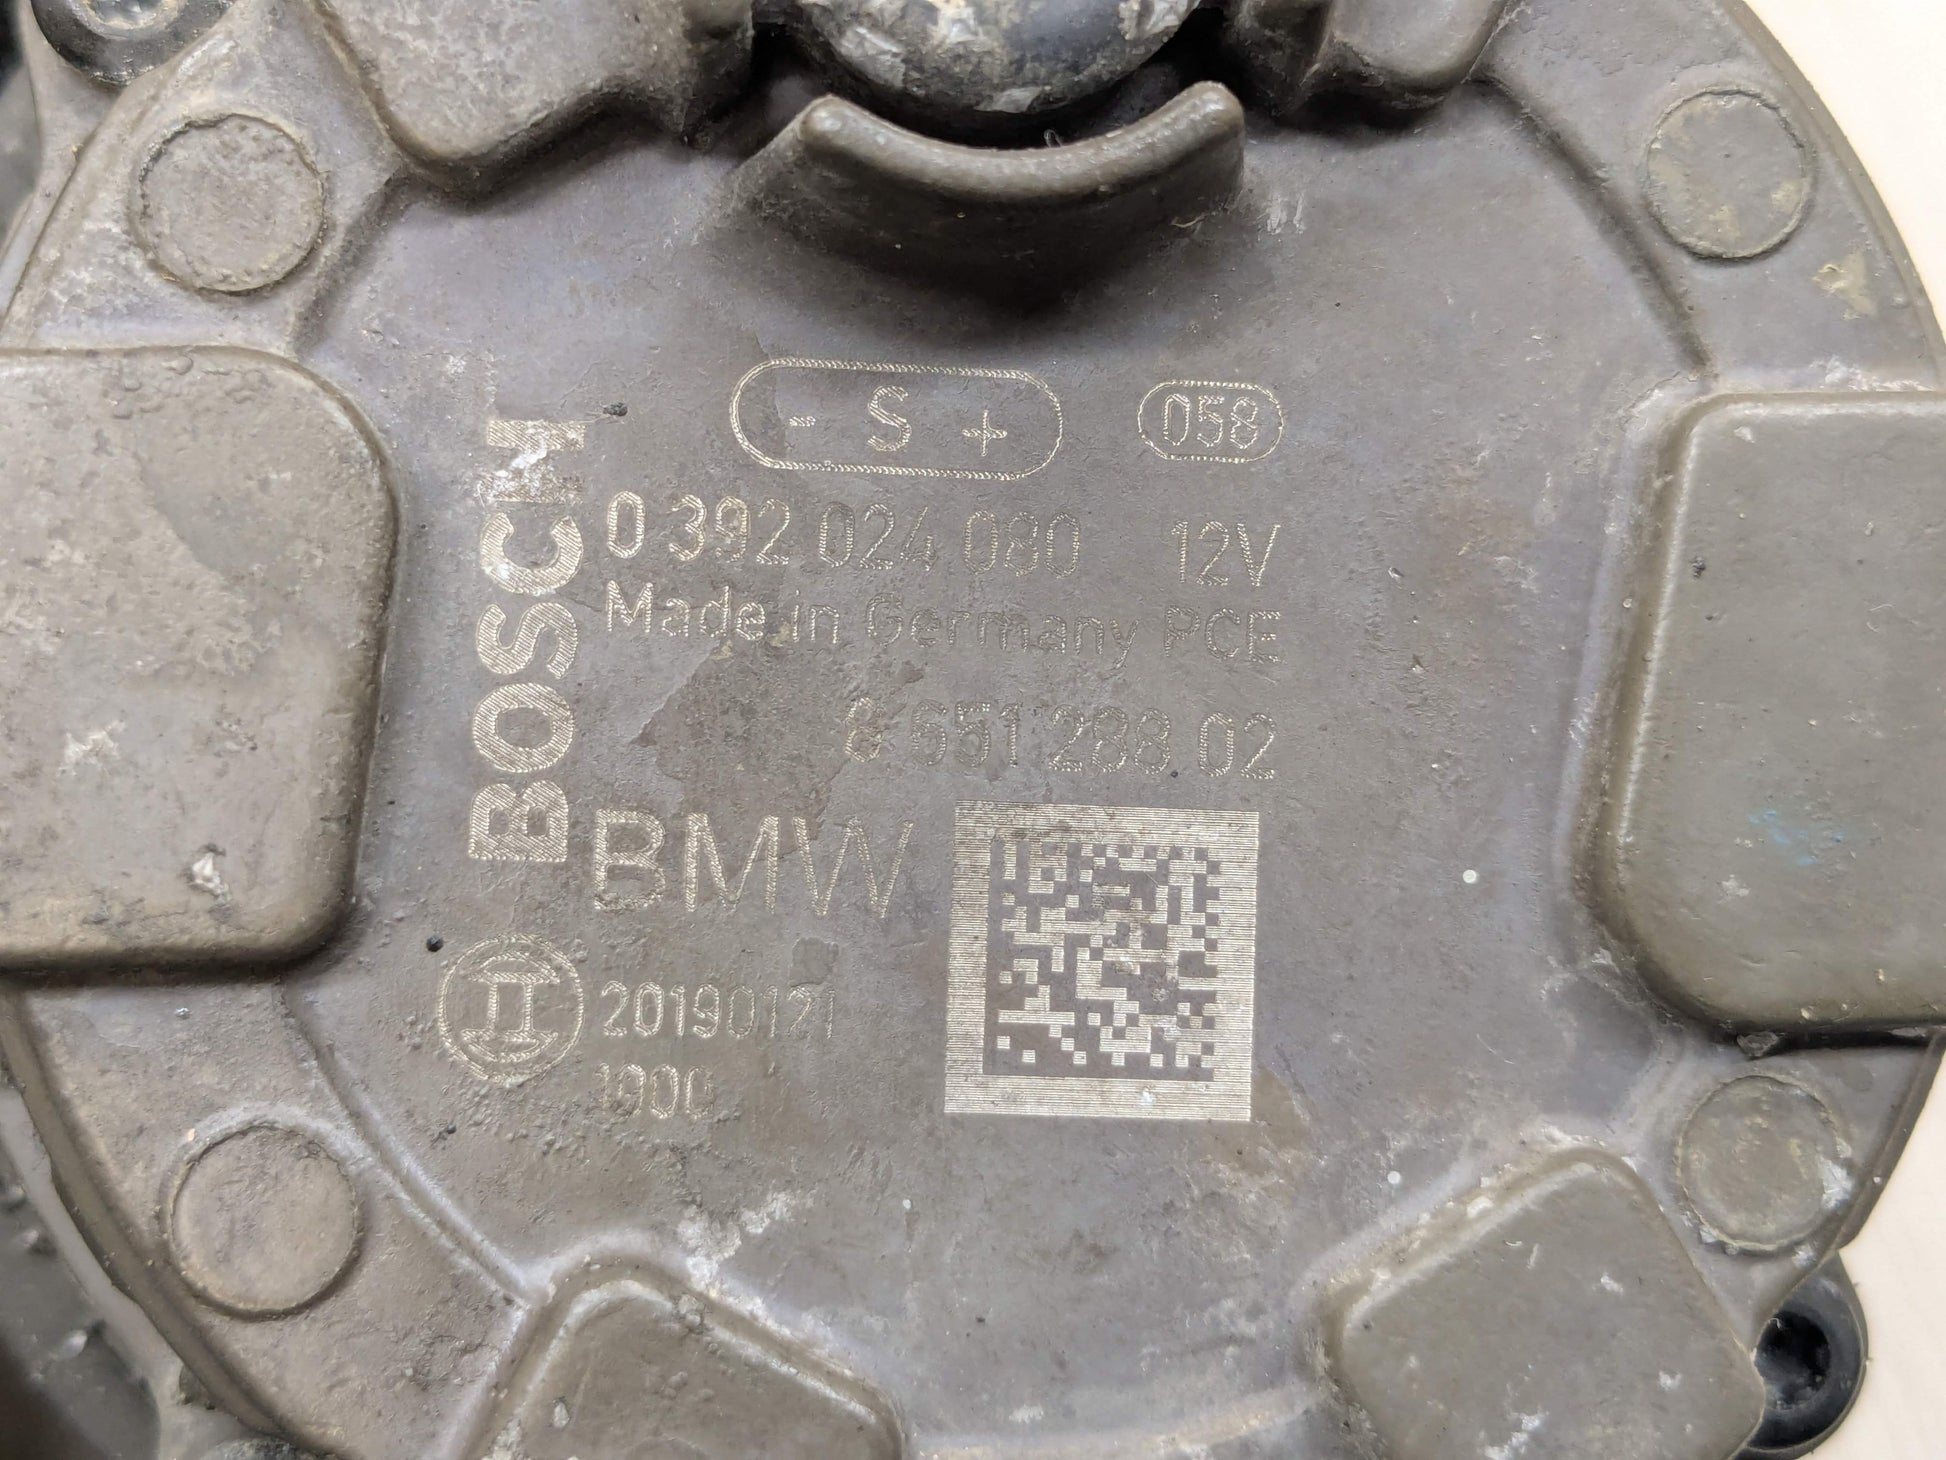 - S +
058
BOSCH
0 392 024 080 12V
Made in Germany PCE
8 651 288 02
BMW
20190121
1900